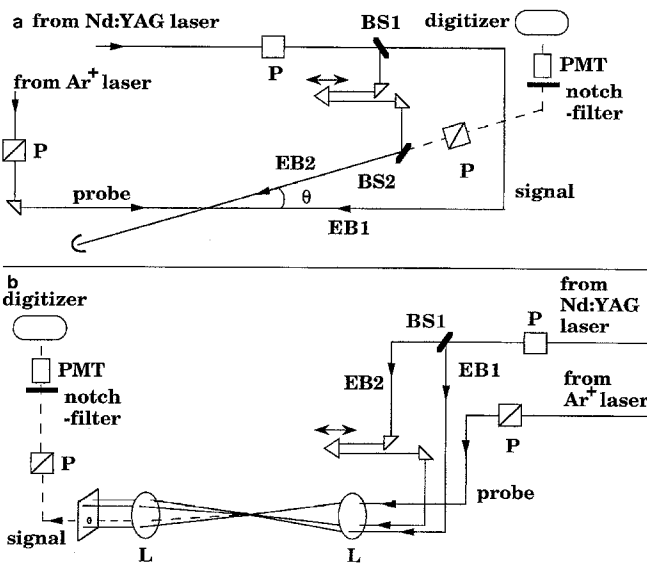 a from Nd:YAG laser
BS1
digitizer
P
PMT
notch
-filter
from Ar+ laser
P
EB2
BS2
P
probe
θ
signal
EB1
b
digitizer
from
Nd:YAG
laser
P
BS1
PMT
EB2
EB1
notch
-filter
from
Ar+ laser
P
P
probe
θ
signal
L
L